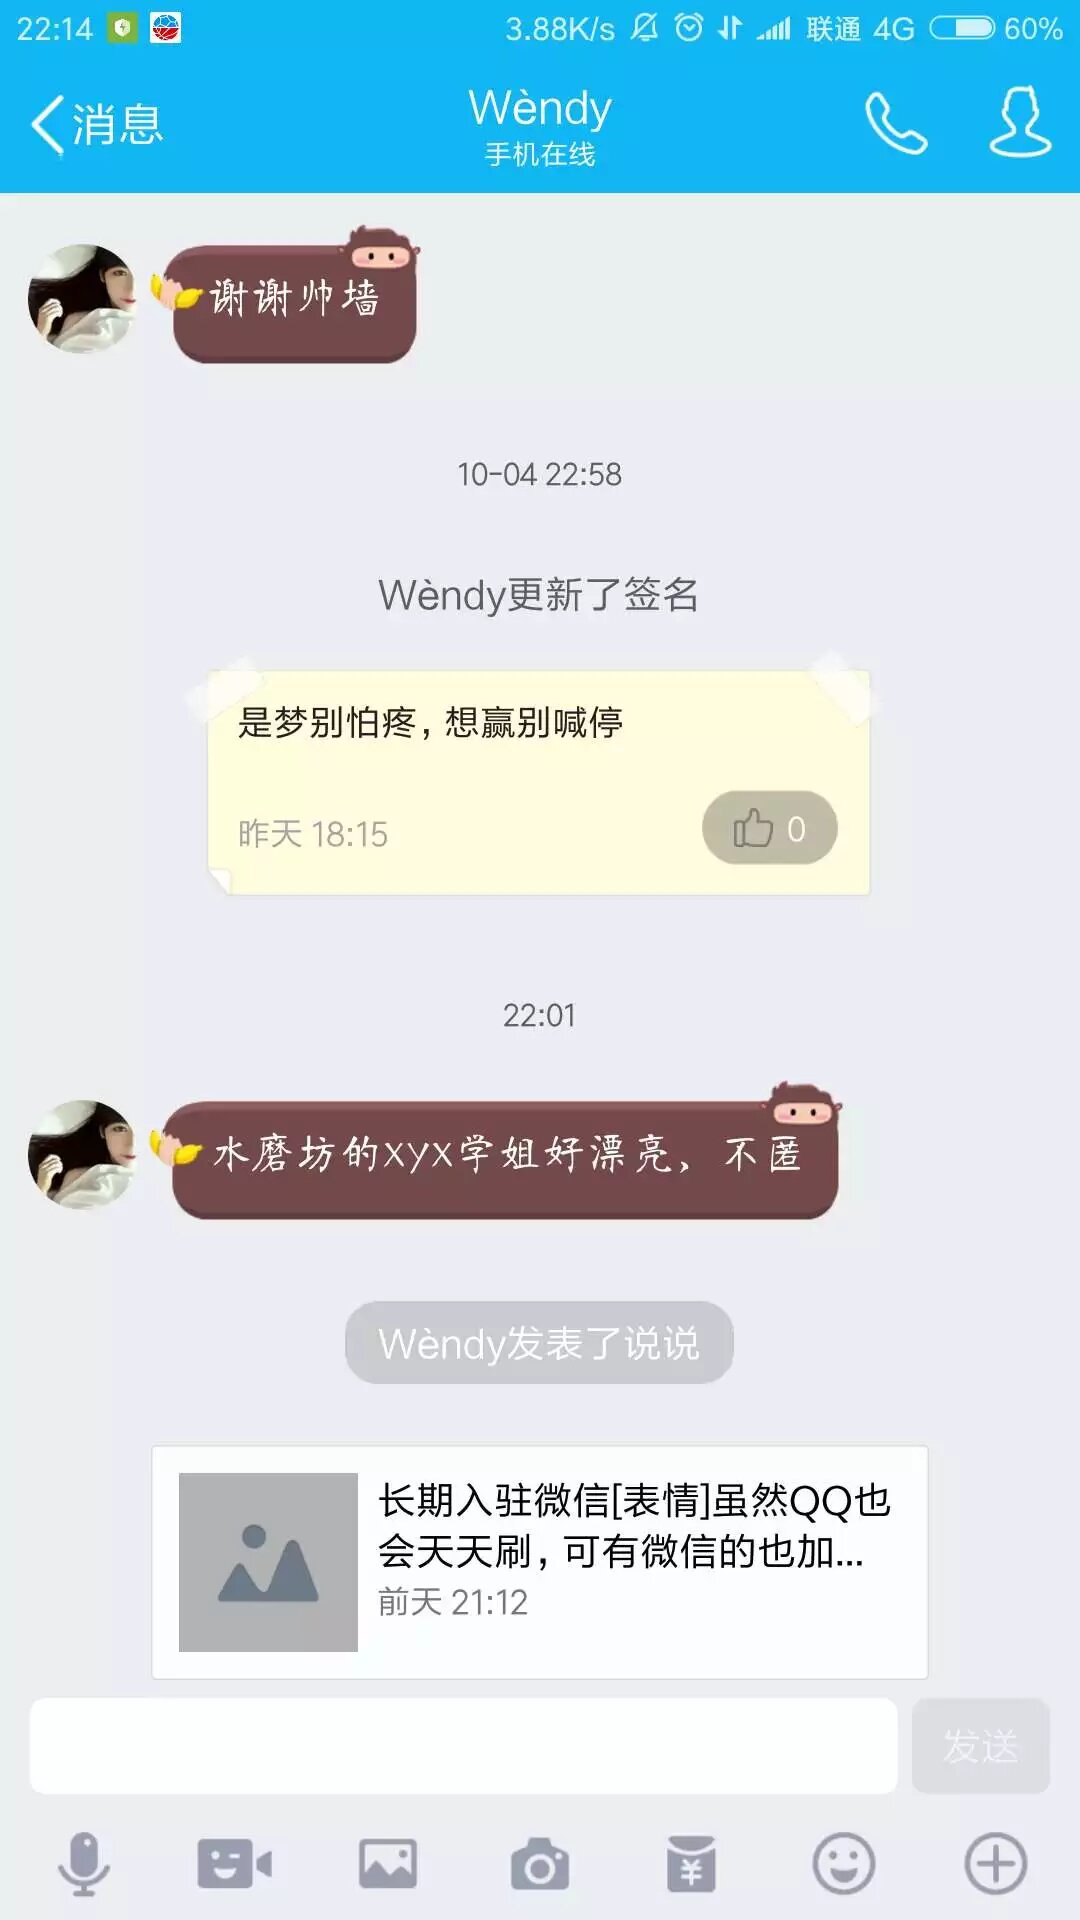 22:14 3.88K/s 联通 4G 60%
消息
Wèndy
手机在线
谢谢帅墙
10-04 22:58
Wèndy更新了签名
是梦别怕疼，想赢别喊停
昨天 18:15
0
22:01
水磨坊的xyx学姐好漂亮，不匿
Wèndy发表了说说
长期入驻微信[表情]虽然QQ也
会天天刷，可有微信的也加...
前天 21:12
发送